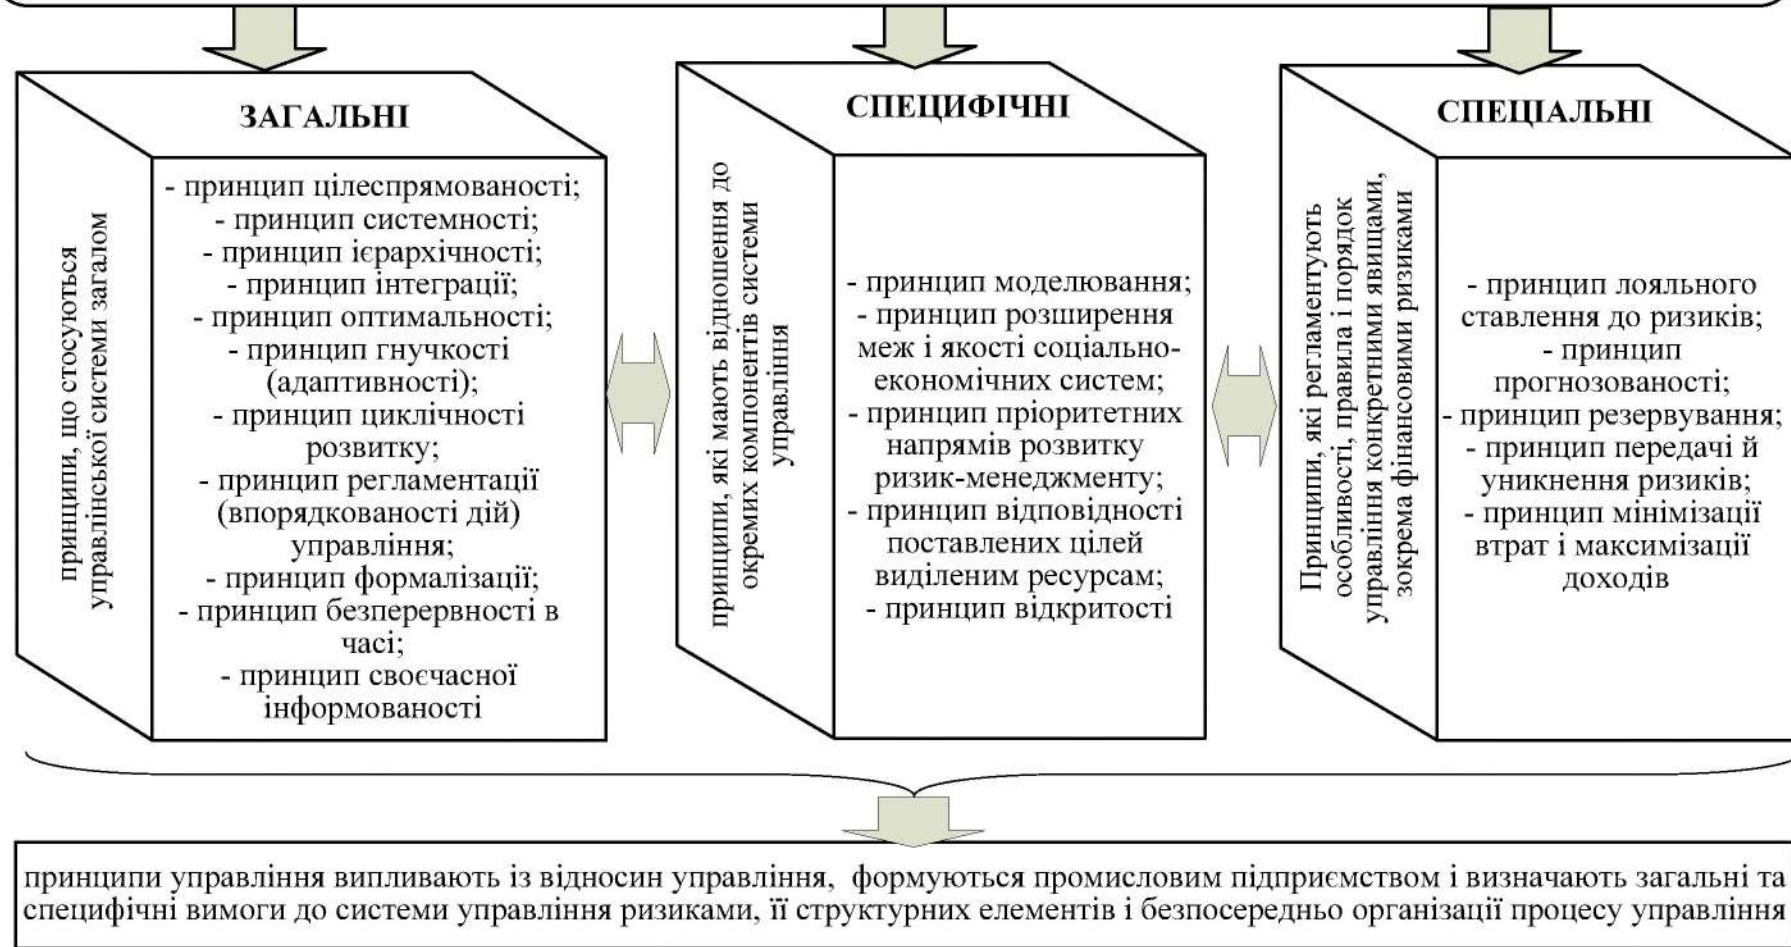 ЗАГАЛЬНІ
принципи, що стосуються
управлінської системи загалом
- принцип цілеспрямованості;
- принцип системності;
- принцип ієрархічності;
- принцип інтеграції;
- принцип оптимальності;
- принцип гнучкості
(адаптивності);
- принцип циклічності
розвитку;
- принцип регламентації
(впорядкованості дій)
управління;
- принцип формалізації;
- принцип безперервності в
часі;
- принцип своєчасної
інформованості
СПЕЦИФІЧНІ
принципи, які мають відношення до
окремих компонентів системи
управління
- принцип моделювання;
- принцип розширення
меж і якості соціально-
економічних систем;
- принцип пріоритетних
напрямів розвитку
ризик-менеджменту;
- принцип відповідності
поставлених цілей
виділеним ресурсам;
- принцип відкритості
СПЕЦІАЛЬНІ
Принципи, які регламентують
особливості, правила і порядок
управління конкретними явищами,
зокрема фінансовими ризиками
- принцип лояльного
ставлення до ризиків;
- принцип
прогнозованості;
- принцип резервування;
- принцип передачі й
уникнення ризиків;
- принцип мінімізації
втрат і максимізації
доходів
принципи управління випливають із відносин управління, формуються промисловим підприємством і визначають загальні та
специфічні вимоги до системи управління ризиками, її структурних елементів і безпосередньо організації процесу управління